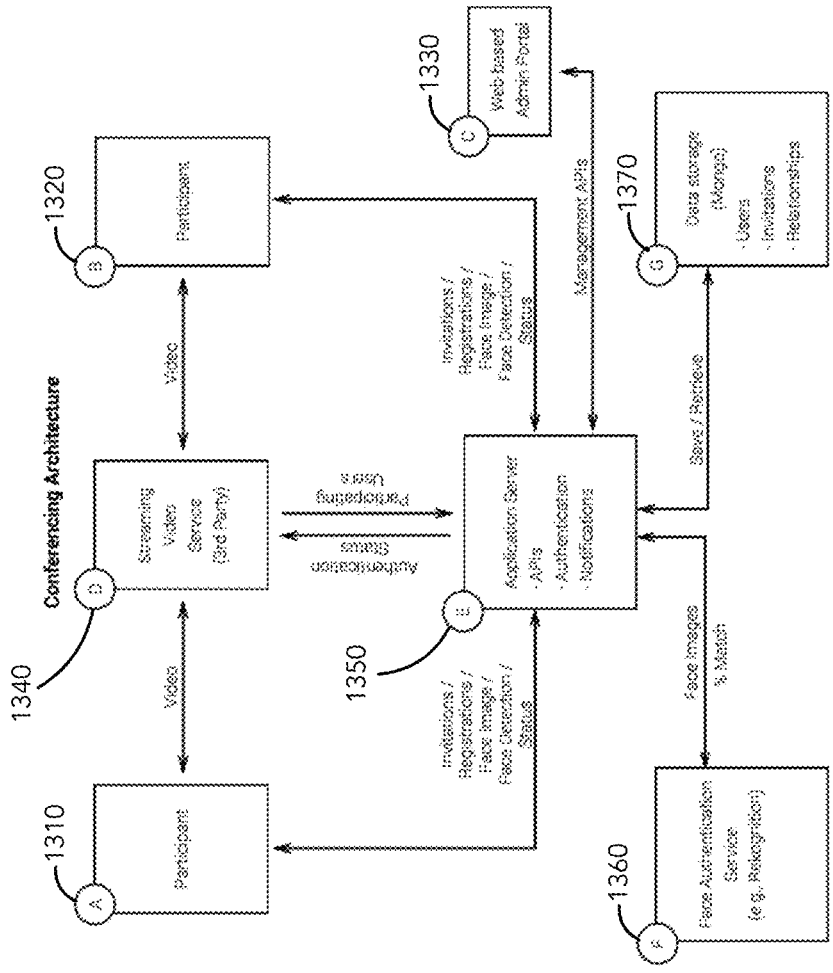 Conferencing Architecture
1310
A
Participant
Video
1340
D
Streaming
Video
Service
(3rd Party)
Video
1320
B
Participant
Invitations /
Registrations /
Face Image /
Face Detection /
Status
Authentication
Status
Participating
Users
Invitations /
Registrations /
Face Image /
Face Detection /
Status
1330
C
Web based
Admin Portal
Management APIs
1350
E
Application Server
- APIs
- Authentication
- Notifications
Face Images
% Match
Save / Retrieve
1360
F
Face Authentication
Service
(e.g., Rekognition)
1370
G
Data storage
(Mongo)
- Users
- Invitations
- Relationships